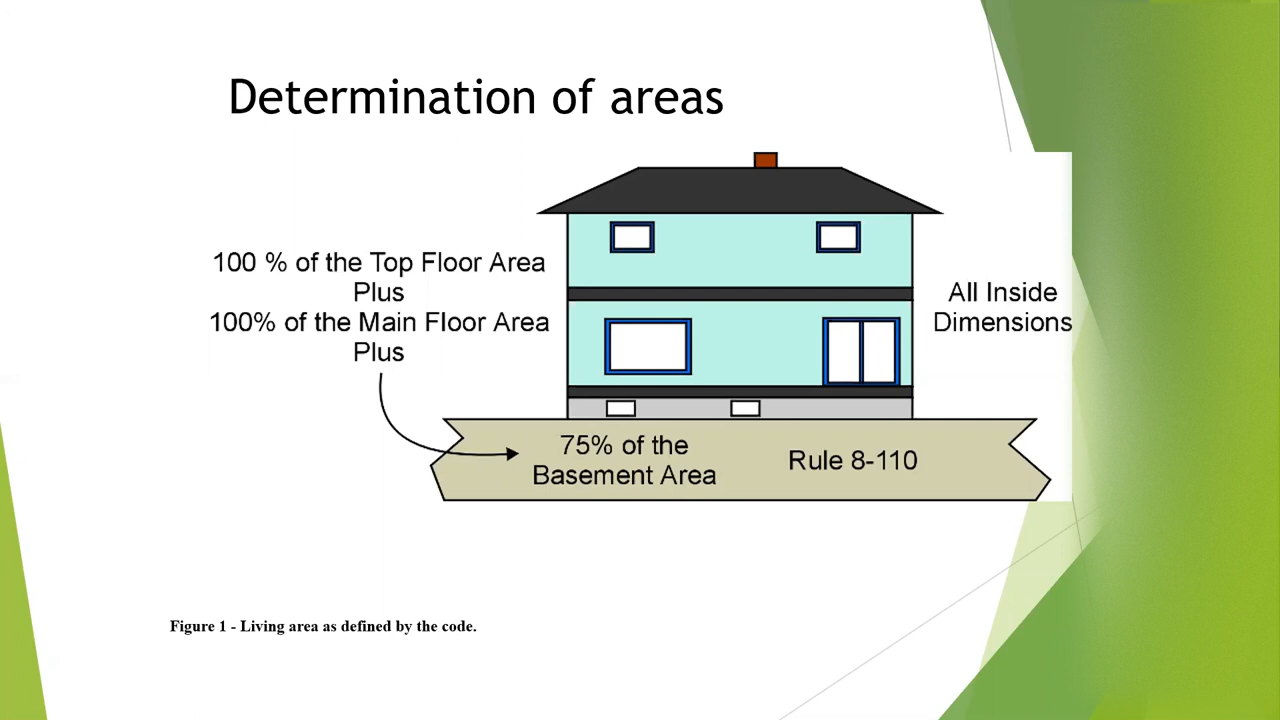 Determination of areas
100 % of the Top Floor Area
Plus
100% of the Main Floor Area
Plus
All Inside
Dimensions
75% of the
Basement Area
Rule 8-110
Figure 1 - Living area as defined by the code.